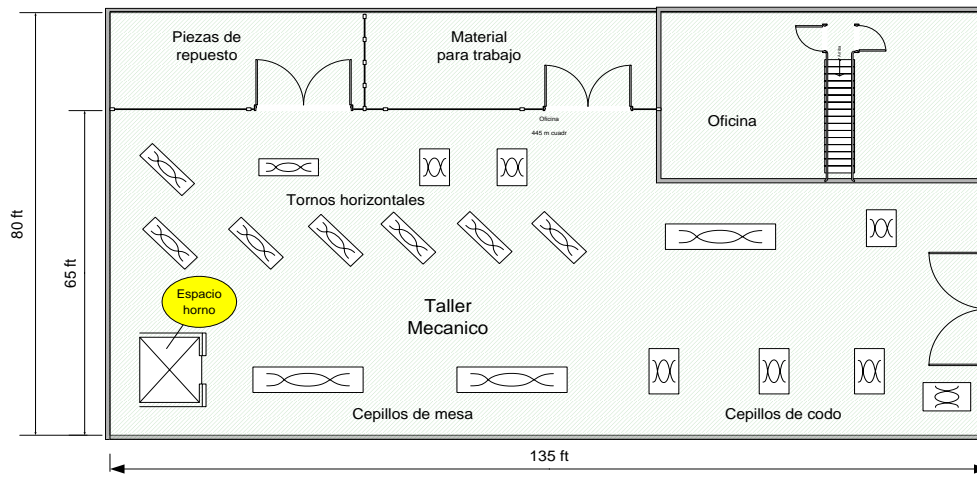 Piezas de
repuesto
Material
para trabajo
Oficina
Oficina
445 m cuadr
Tornos horizontales
80 ft
65 ft
Espacio
horno
Taller
Mecanico
Cepillos de mesa
Cepillos de codo
135 ft